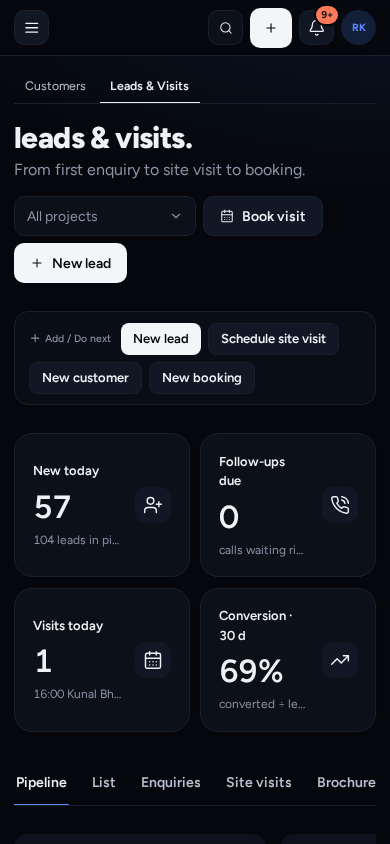 9+
RK
Customers
Leads & Visits
leads & visits.
From first enquiry to site visit to booking.
All projects
Book visit
New lead
Add / Do next
New lead
Schedule site visit
New customer
New booking
New today
57
104 leads in pi...
Follow-ups
due
0
calls waiting ri...
Visits today
1
16:00 Kunal Bh...
Conversion ·
30 d
69%
converted ÷ le...
Pipeline
List
Enquiries
Site visits
Brochure